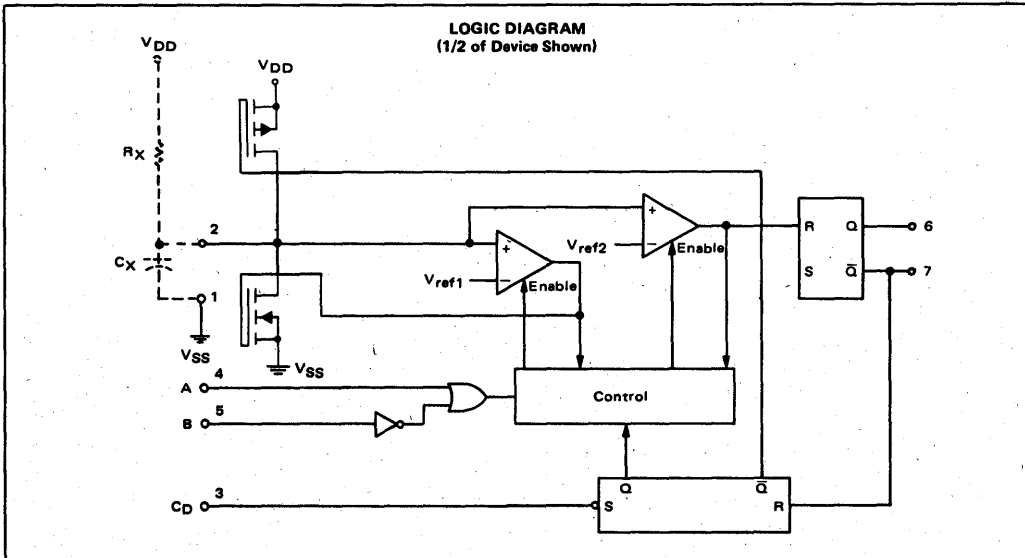 LOGIC DIAGRAM
(1/2 of Device Shown)
VDD
VDD
RX
2
CX
1
VSS
VSS
+
−
Vref1
Enable
+
−
Vref2
Enable
R Q
6
S Q̅
7
A 4
B 5
Control
CD 3
Q Q̅
S R